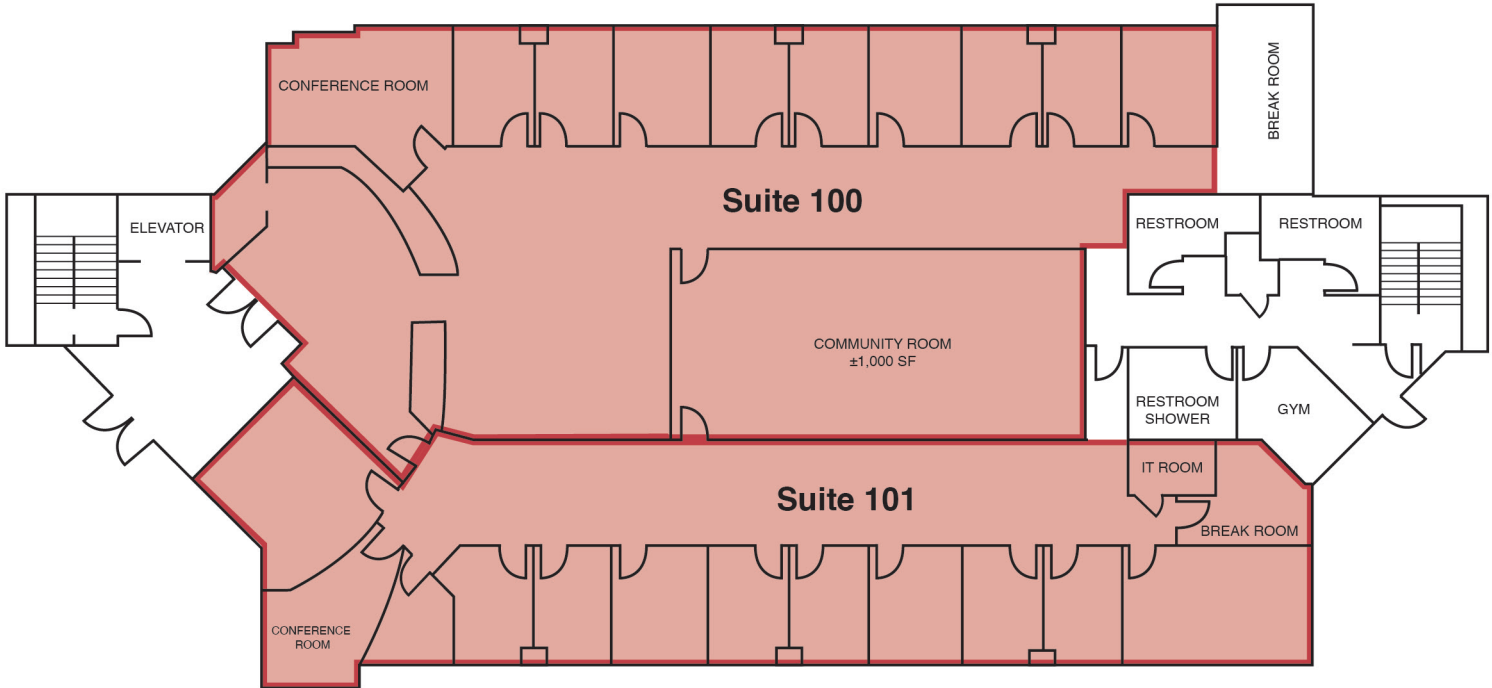 CONFERENCE ROOM
BREAK ROOM
Suite 100
ELEVATOR
RESTROOM
RESTROOM
COMMUNITY ROOM
±1,000 SF
RESTROOM
SHOWER
GYM
IT ROOM
Suite 101
BREAK ROOM
CONFERENCE
ROOM